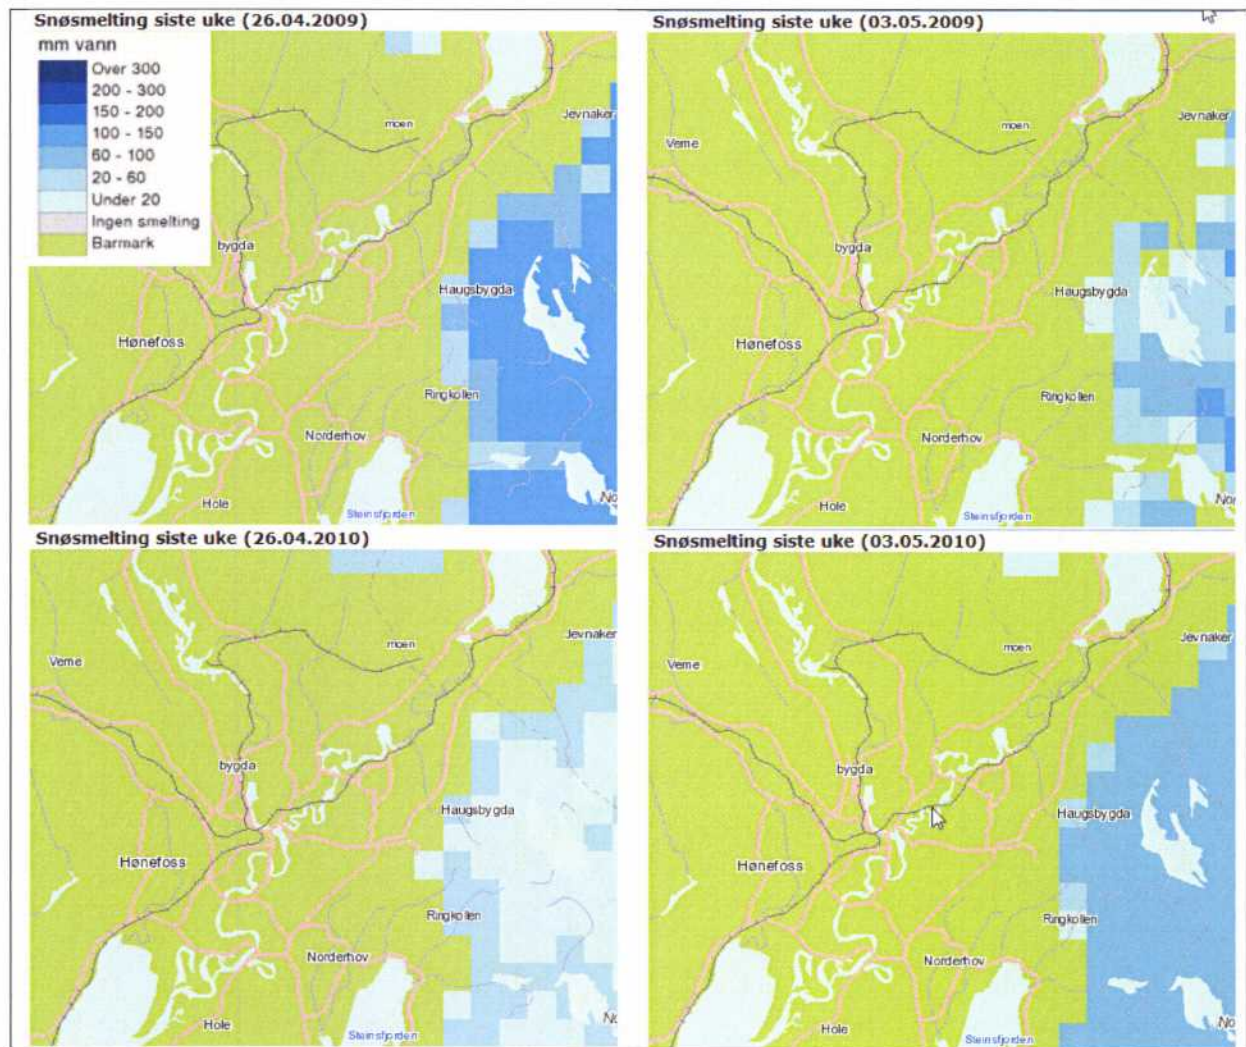 Snøsmelting siste uke (26.04.2009)
mm vann
Over 300
200 - 300
150 - 200
100 - 150
60 - 100
20 - 60
Under 20
Ingen smelting
Barmark
Jevnaker
moen
bygda
Haugsbygda
Hønefoss
Ringkollen
Norderhov
Hole
Steinsfjorden
No
Snøsmelting siste uke (03.05.2009)
Jevnaker
moen
Veme
bygda
Haugsbygda
Hønefoss
Ringkollen
Norderhov
Hole
Steinsfjorden
Nor
Snøsmelting siste uke (26.04.2010)
Jevnaker
moen
Veme
bygda
Haugsbygda
Hønefoss
Ringkollen
Norderhov
Hole
Steinsfjorden
No
Snøsmelting siste uke (03.05.2010)
Jevnaker
moen
Veme
bygda
Haugsbygda
Hønefoss
Ringkollen
Norderhov
Hole
Steinsfjorden
No